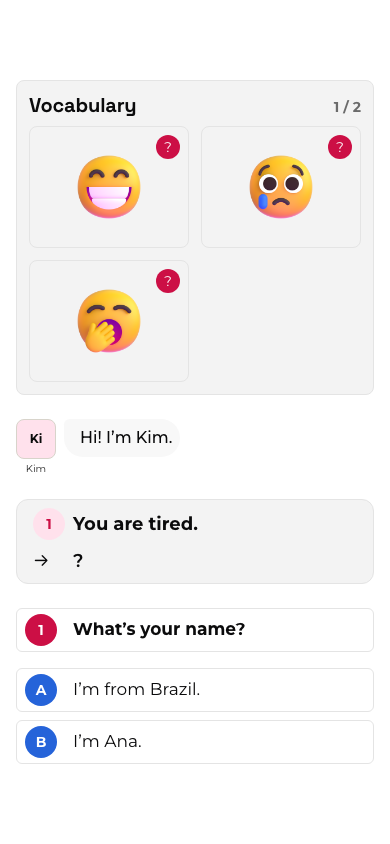 Vocabulary
1 / 2
?
?
?
Ki
Hi! I’m Kim.
Kim
1 You are tired.
→ ?
1 What’s your name?
A I’m from Brazil.
B I’m Ana.